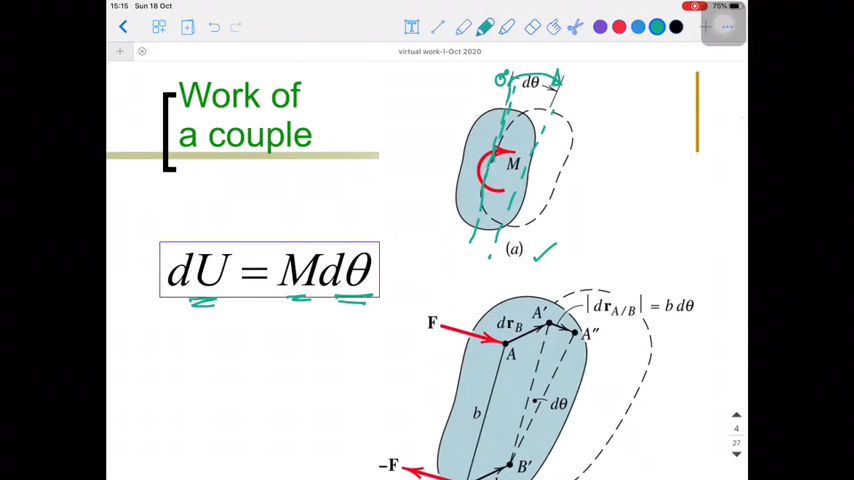 15:15 Sun 18 Oct
75%
virtual work-I-Oct 2020
Work of
a couple
dθ
M
(a)
dU = Mdθ
|dr_A/B| = b dθ
A′
F
dr_B
A″
A
dθ
b
B′
−F
4
27